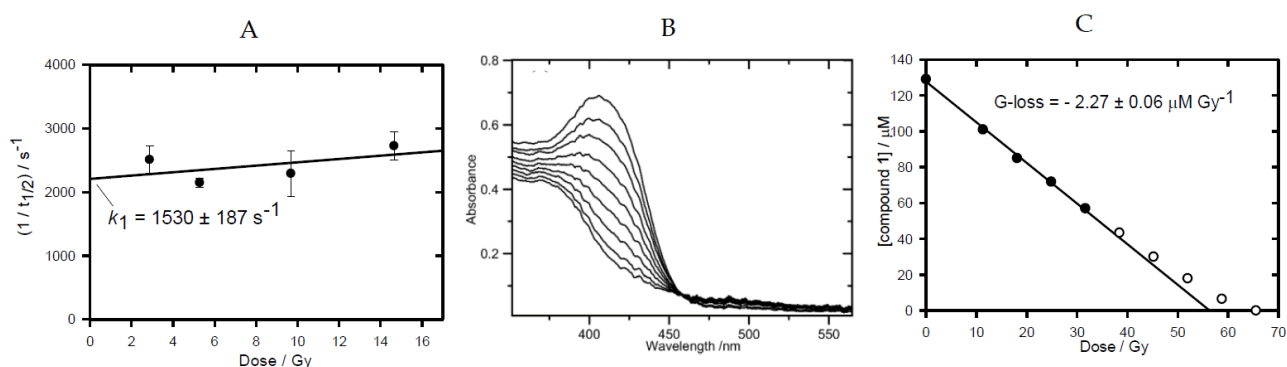 A
(1 / t1/2) / s-1
4000
3000
2000
1000
0
k1 = 1530 ± 187 s-1
0 2 4 6 8 10 12 14 16
Dose / Gy
B
Absorbance
0.8
0.6
0.4
0.2
400 450 500 550
Wavelength /nm
C
[compound 1] / μM
140
120
100
80
60
40
20
0
G-loss = - 2.27 ± 0.06 μM Gy-1
0 10 20 30 40 50 60 70
Dose / Gy